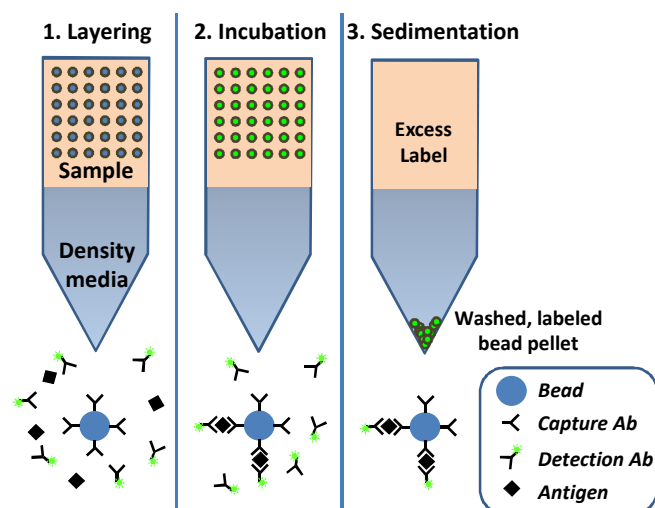 1. Layering
2. Incubation
3. Sedimentation
Sample
Density
media
Excess
Label
Washed, labeled
bead pellet
Bead
Capture Ab
Detection Ab
Antigen